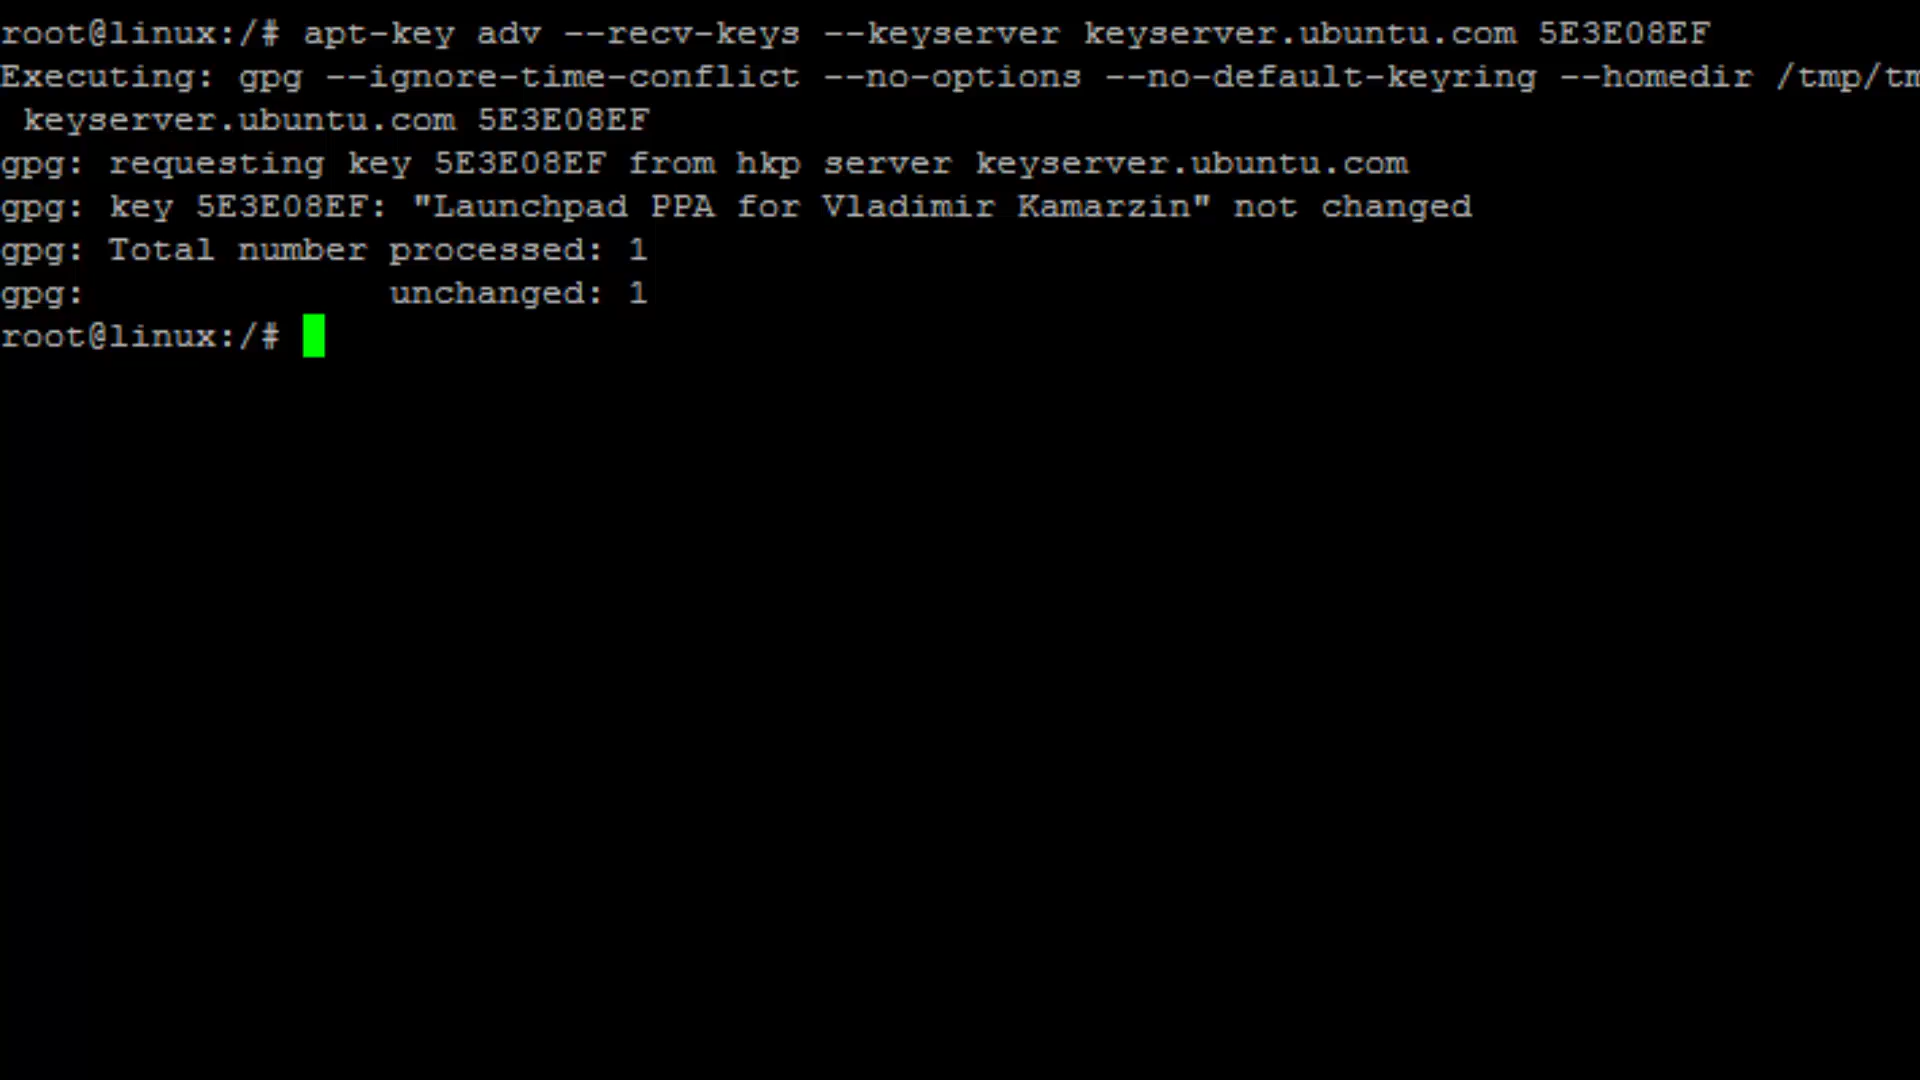 root@linux:/# apt-key adv --recv-keys --keyserver keyserver.ubuntu.com 5E3E08EF
Executing: gpg --ignore-time-conflict --no-options --no-default-keyring --homedir /tmp/tm
keyserver.ubuntu.com 5E3E08EF
gpg: requesting key 5E3E08EF from hkp server keyserver.ubuntu.com
gpg: key 5E3E08EF: "Launchpad PPA for Vladimir Kamarzin" not changed
gpg: Total number processed: 1
gpg:              unchanged: 1
root@linux:/#